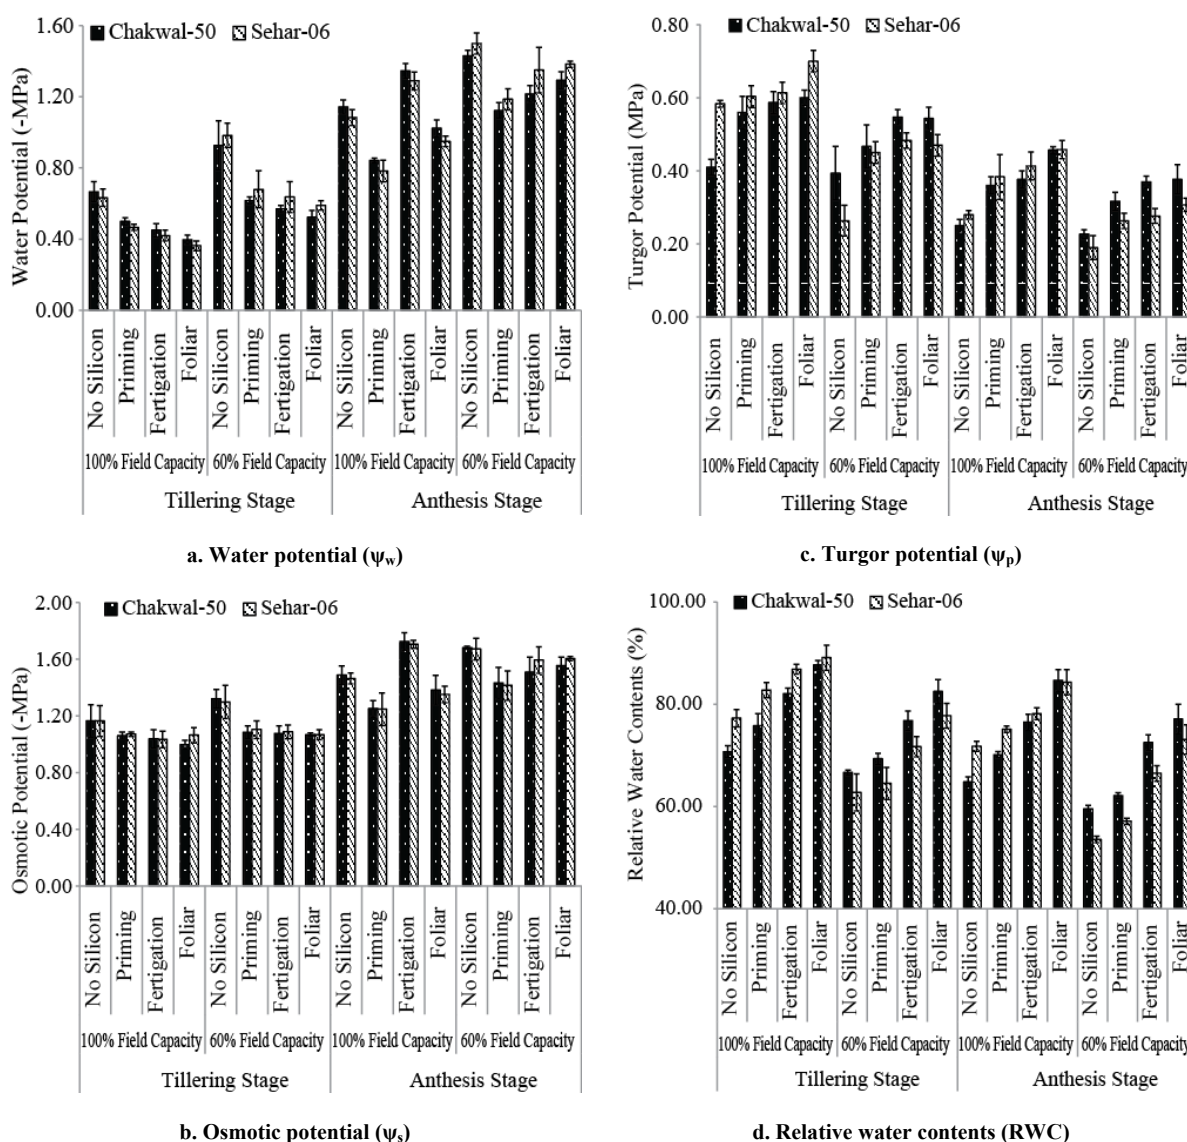 1.60
1.20
0.80
0.40
0.00
Water Potential (-MPa)
Chakwal-50 Sehar-06
No Silicon
Priming
Fertigation
Foliar
No Silicon
Priming
Fertigation
Foliar
No Silicon
Priming
Fertigation
Foliar
No Silicon
Priming
Fertigation
Foliar
100% Field Capacity 60% Field Capacity 100% Field Capacity 60% Field Capacity
Tillering Stage Anthesis Stage
a. Water potential (ψw)
0.80
0.60
0.40
0.20
0.00
Turgor Potential (MPa)
Chakwal-50 Sehar-06
No Silicon
Priming
Fertigation
Foliar
No Silicon
Priming
Fertigation
Foliar
No Silicon
Priming
Fertigation
Foliar
No Silicon
Priming
Fertigation
Foliar
100% Field Capacity 60% Field Capacity 100% Field Capacity 60% Field Capacity
Tillering Stage Anthesis Stage
c. Turgor potential (ψp)
2.00
1.60
1.20
0.80
0.40
0.00
Osmotic Potential (-MPa)
Chakwal-50 Sehar-06
No Silicon
Priming
Fertigation
Foliar
No Silicon
Priming
Fertigation
Foliar
No Silicon
Priming
Fertigation
Foliar
No Silicon
Priming
Fertigation
Foliar
100% Field Capacity 60% Field Capacity 100% Field Capacity 60% Field Capacity
Tillering Stage Anthesis Stage
b. Osmotic potential (ψs)
100.00
80.00
60.00
40.00
Relative Water Contents (%)
Chakwal-50 Sehar-06
No Silicon
Priming
Fertigation
Foliar
No Silicon
Priming
Fertigation
Foliar
No Silicon
Priming
Fertigation
Foliar
No Silicon
Priming
Fertigation
Foliar
100% Field Capacity 60% Field Capacity 100% Field Capacity 60% Field Capacity
Tillering Stage Anthesis Stage
d. Relative water contents (RWC)